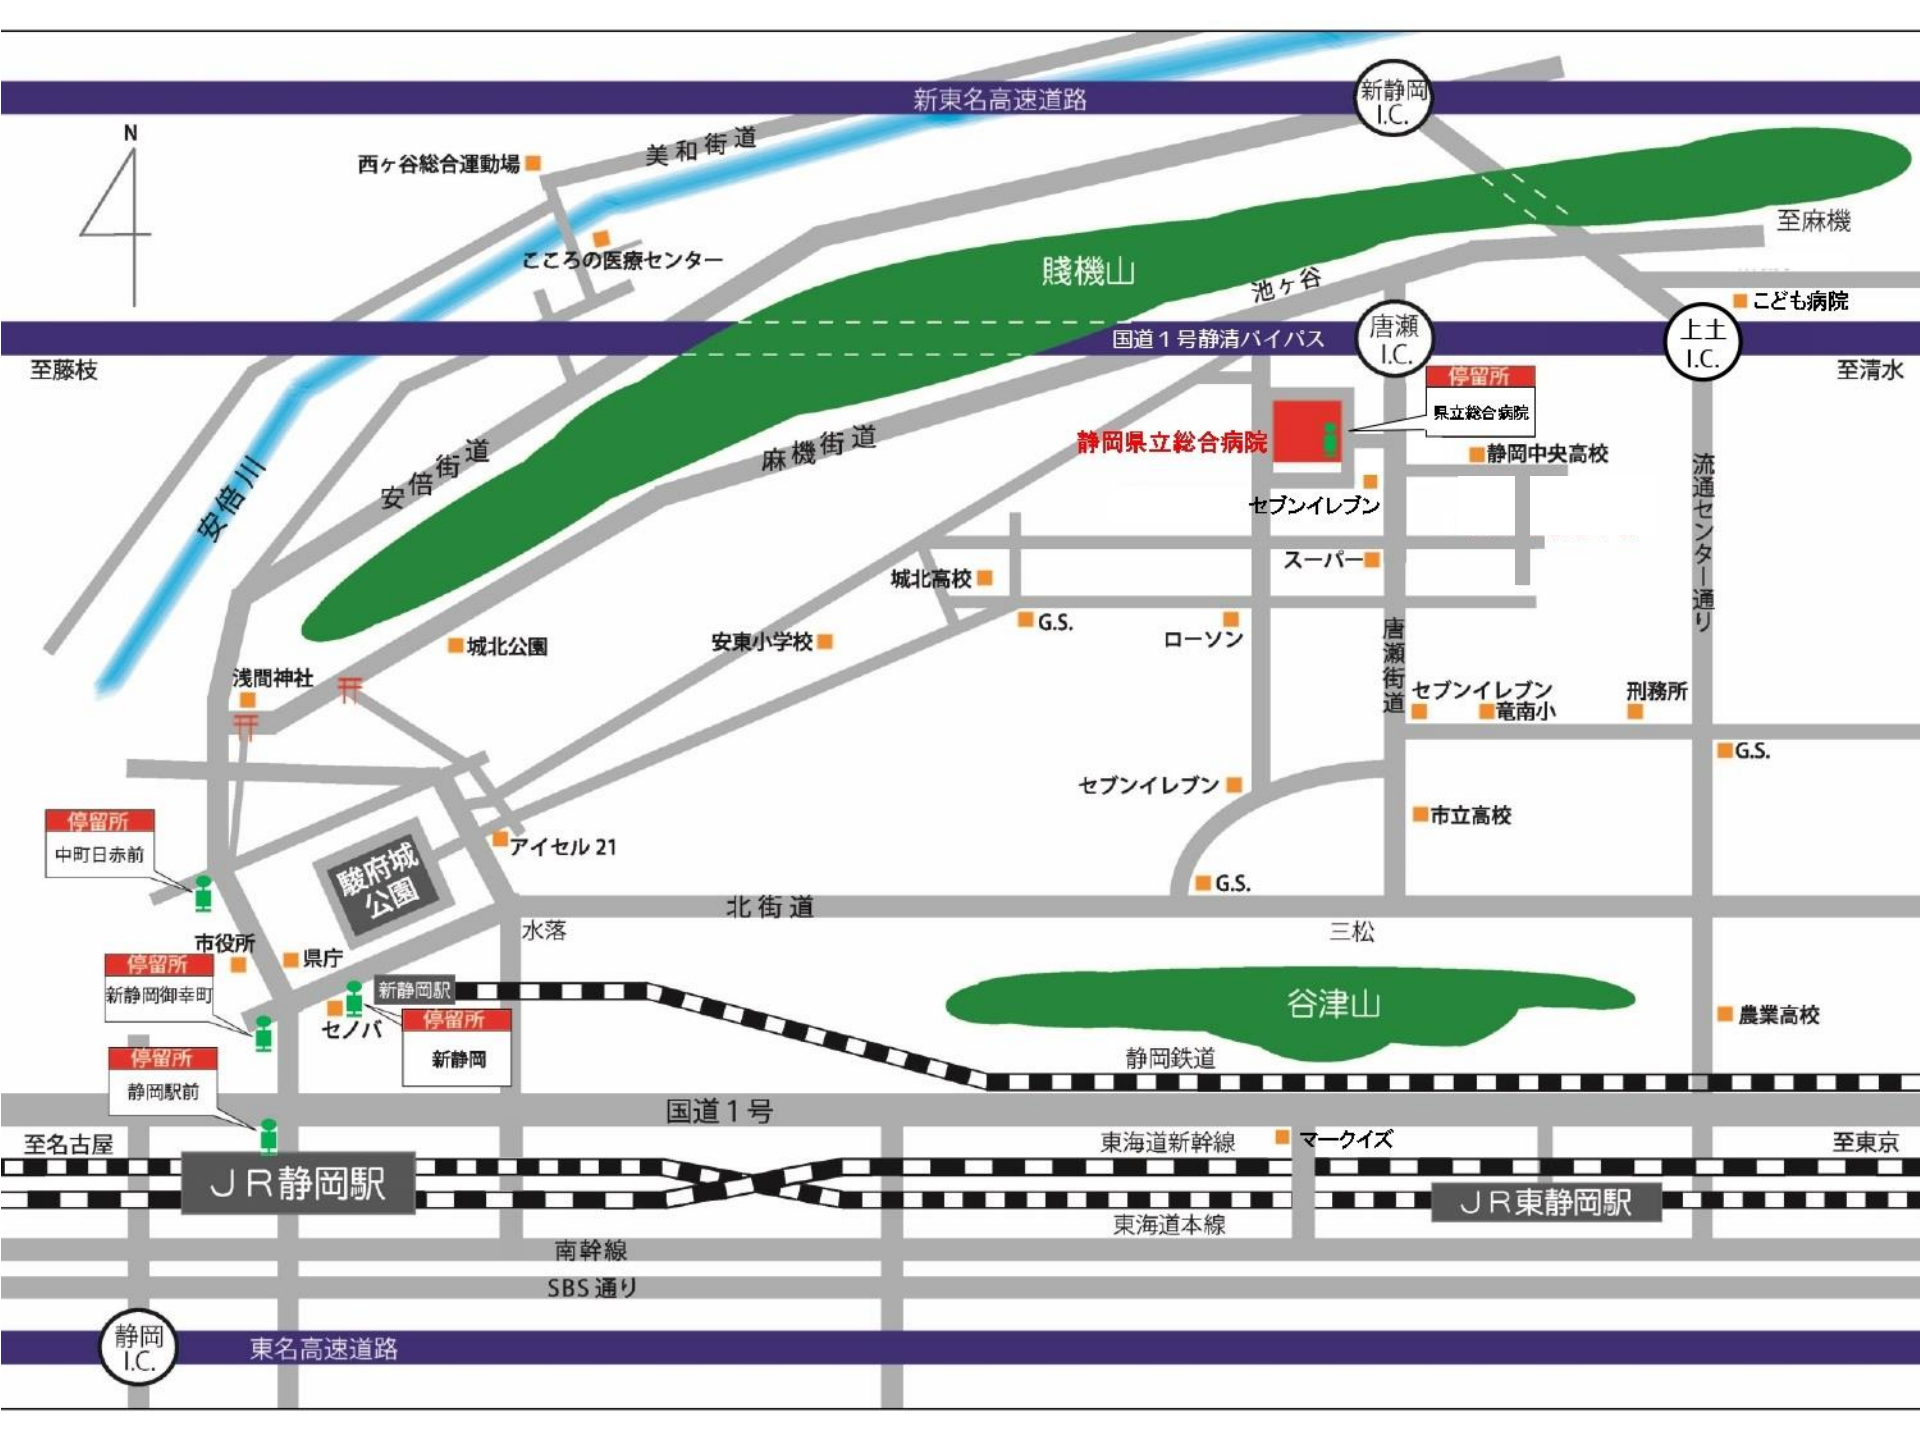 新東名高速道路
新静岡
I.C.
N
美和街道
西ヶ谷総合運動場
至麻機
こころの医療センター
賤機山
池ヶ谷
こども病院
国道1号静清バイパス
唐瀬
I.C.
上土
I.C.
至藤枝
至清水
停留所
県立総合病院
静岡県立総合病院
静岡中央高校
麻機街道
安倍街道
安倍川
セブンイレブン
流通センター通り
スーパー
城北高校
G.S.
ローソン
安東小学校
城北公園
唐瀬街道
浅間神社
セブンイレブン
竜南小
刑務所
G.S.
セブンイレブン
市立高校
停留所
中町日赤前
アイセル21
駿府城
公園
G.S.
北街道
水落
三松
市役所
県庁
停留所
新静岡御幸町
新静岡駅
谷津山
農業高校
セノバ
停留所
新静岡
停留所
静岡駅前
静岡鉄道
国道1号
至名古屋
東海道新幹線
マークイズ
至東京
JR静岡駅
JR東静岡駅
東海道本線
南幹線
SBS通り
静岡
I.C.
東名高速道路